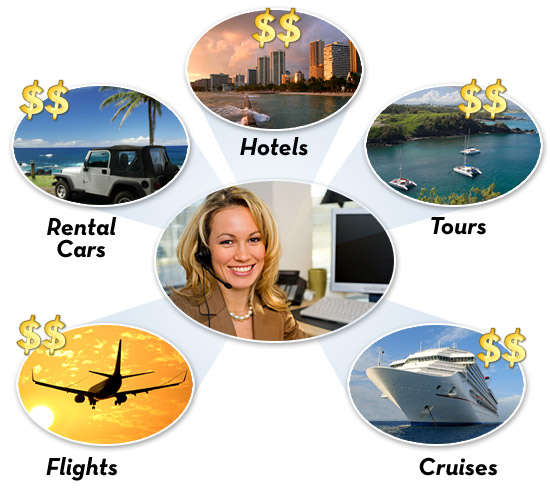 $$
Hotels
$$
Rental
Cars
$$
Tours
$$
Flights
$$
Cruises